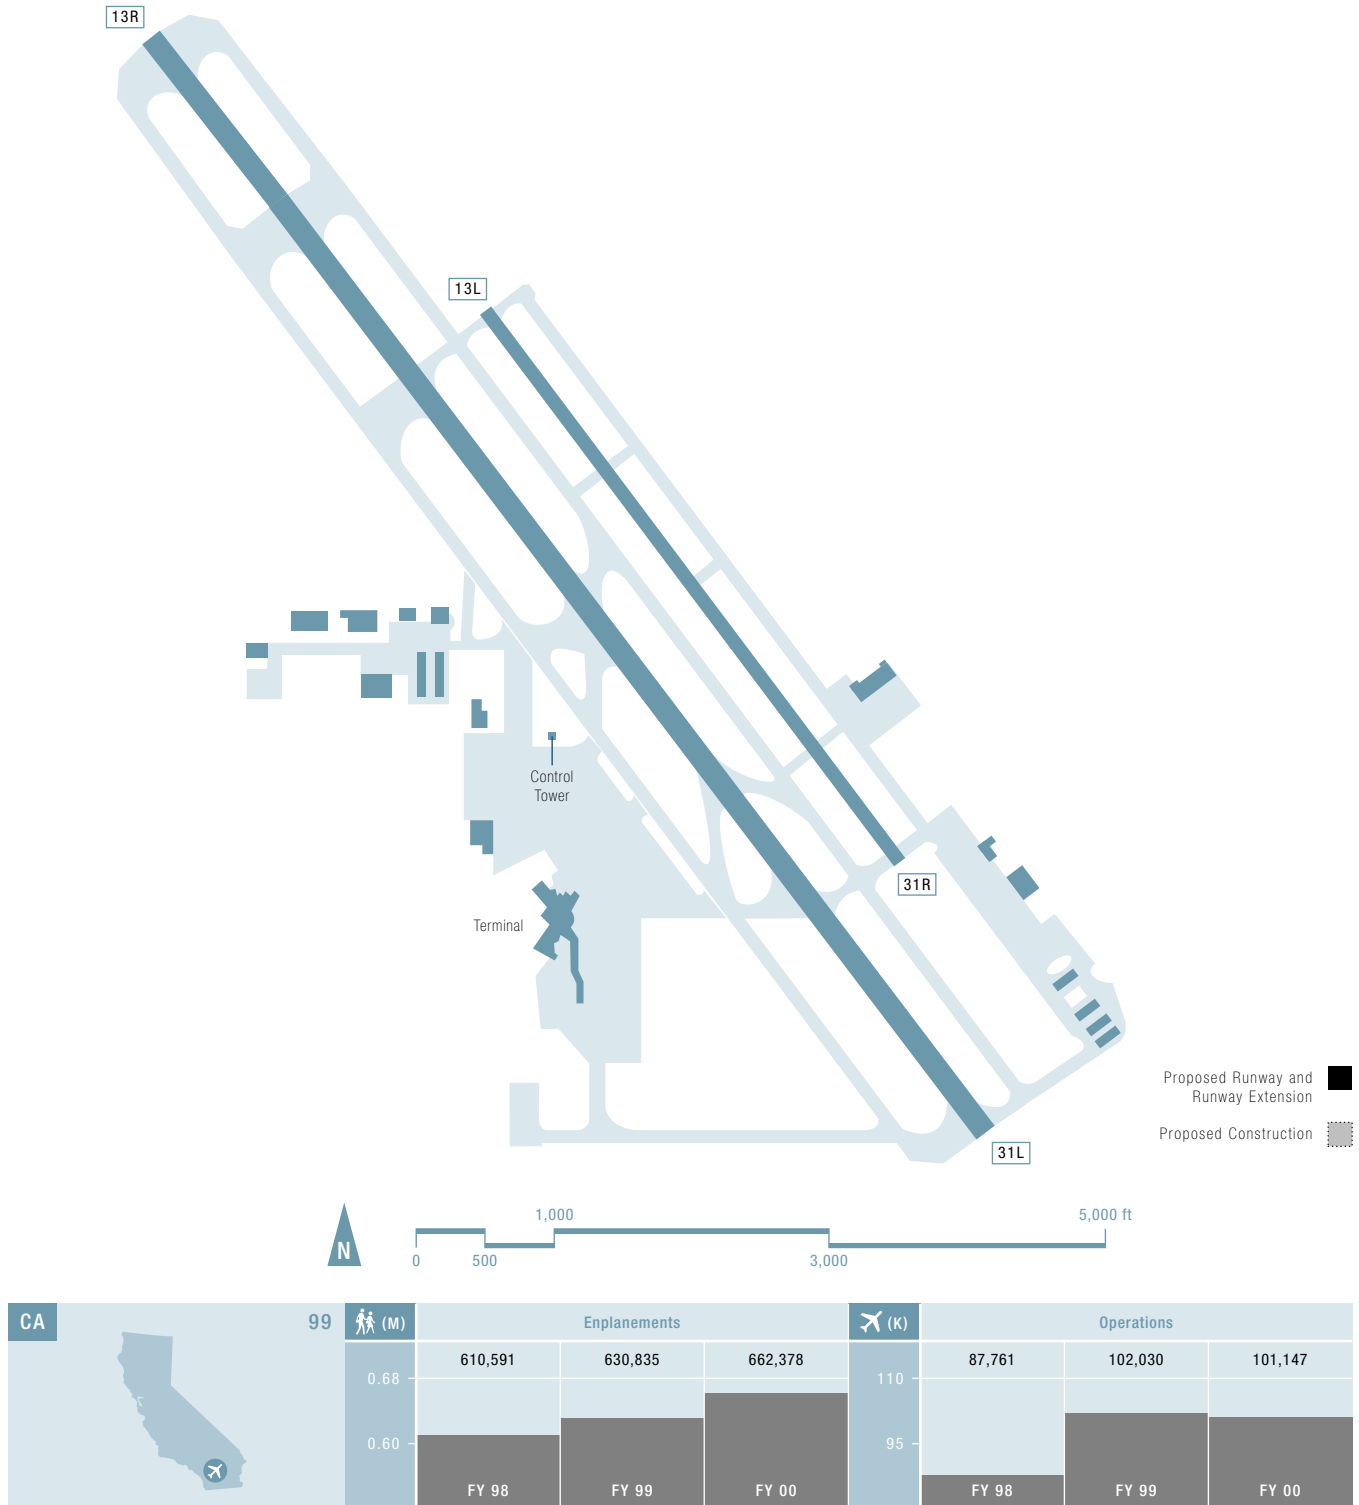 13R
13L
Control
Tower
31R
Terminal
Proposed Runway and
Runway Extension
Proposed Construction
31L
1,000 5,000 ft
N
0 500 3,000
CA 99 (M) Enplanements (K) Operations
610,591 630,835 662,378 87,761 102,030 101,147
0.68 110
0.60 95
FY 98 FY 99 FY 00 FY 98 FY 99 FY 00